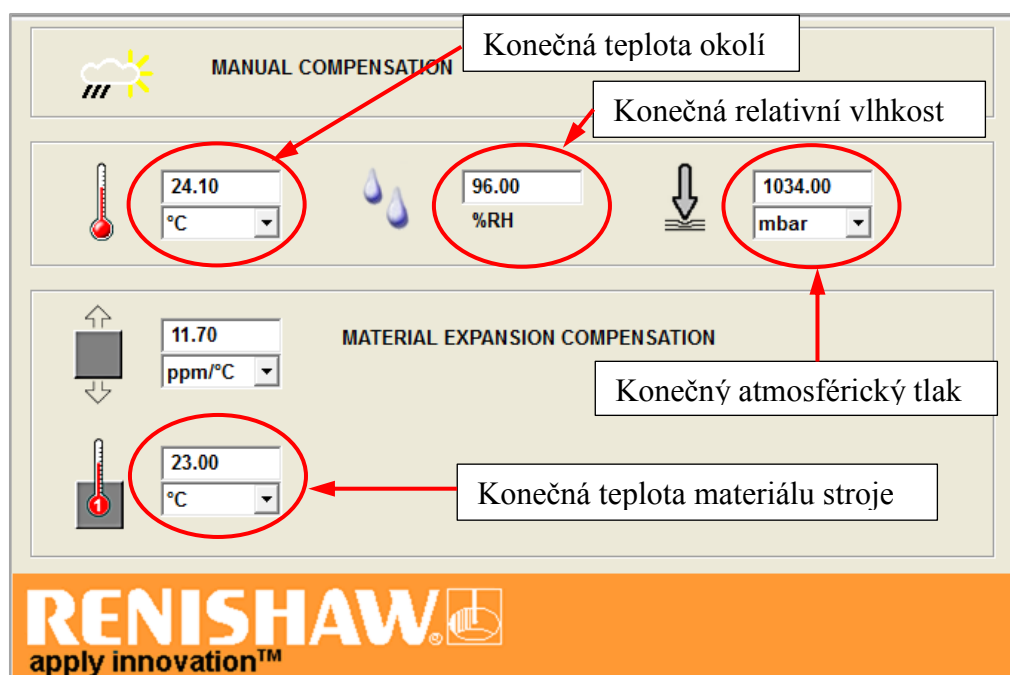 Konečná teplota okolí
MANUAL COMPENSATION
Konečná relativní vlhkost
24.10
°C
96.00
%RH
1034.00
mbar
11.70
ppm/°C
MATERIAL EXPANSION COMPENSATION
Konečný atmosférický tlak
23.00
°C
1
Konečná teplota materiálu stroje
RENISHAW.®
apply innovation™